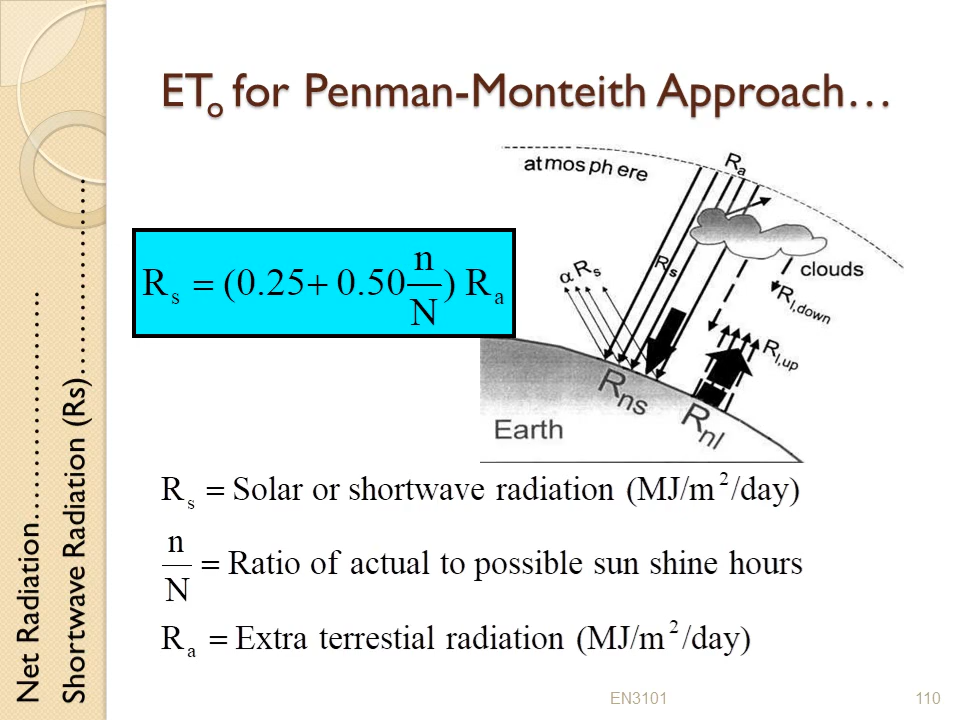 ETo for Penman-Monteith Approach…
Net Radiation……………………
Shortwave Radiation (Rs)…………………
atmosphere
Ra
clouds
α Rs
Rs
Rl,down
Rl,up
Rns
Rnl
Earth
Rs = (0.25+ 0.50 n/N ) Ra
Rs = Solar or shortwave radiation (MJ/m²/day)
n/N = Ratio of actual to possible sun shine hours
Ra = Extra terrestial radiation (MJ/m²/day)
EN3101
110